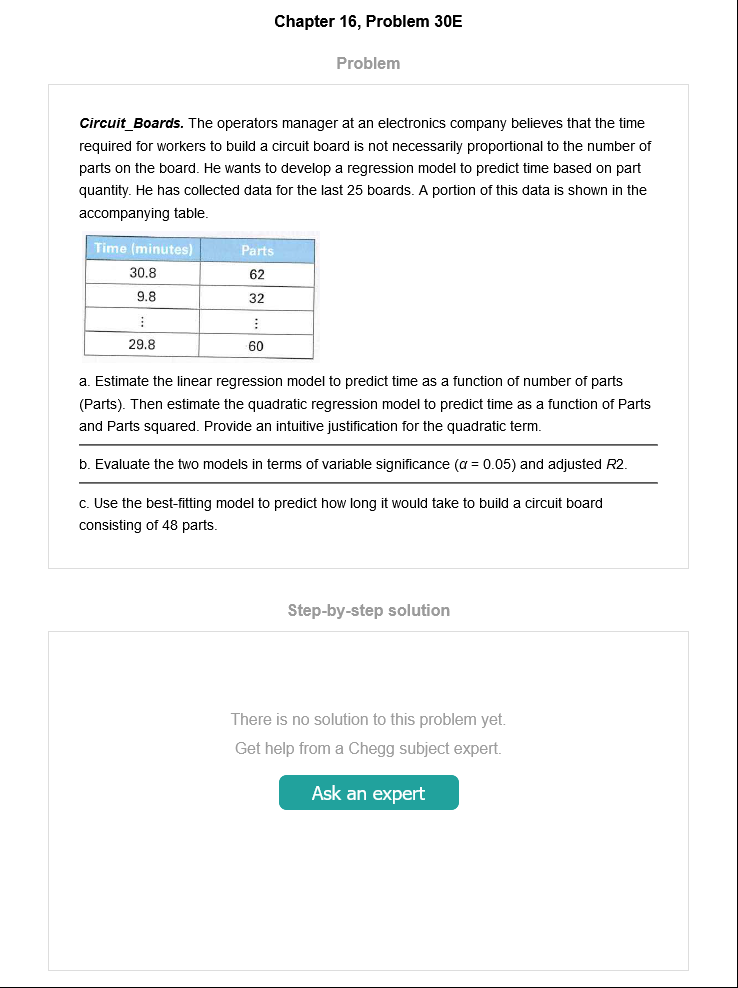 Chapter 16, Problem 30E
Problem
Circuit_Boards. The operators manager at an electronics company believes that the time
required for workers to build a circuit board is not necessarily proportional to the number of
parts on the board. He wants to develop a regression model to predict time based on part
quantity. He has collected data for the last 25 boards. A portion of this data is shown in the
accompanying table.
Time (minutes) Parts
30.8 62
9.8 32
⋮ ⋮
29.8 60
a. Estimate the linear regression model to predict time as a function of number of parts
(Parts). Then estimate the quadratic regression model to predict time as a function of Parts
and Parts squared. Provide an intuitive justification for the quadratic term.
b. Evaluate the two models in terms of variable significance (α = 0.05) and adjusted R2.
c. Use the best-fitting model to predict how long it would take to build a circuit board
consisting of 48 parts.
Step-by-step solution
There is no solution to this problem yet.
Get help from a Chegg subject expert.
Ask an expert